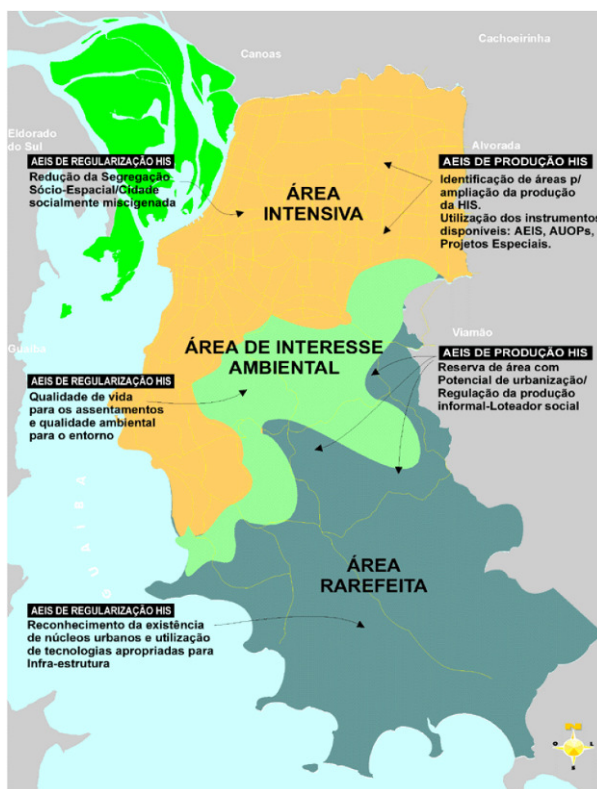 Cachoeirinha
Canoas
Eldorado
do Sul
Alvorada
AEIS DE REGULARIZAÇÃO HIS
Redução da Segregação
Sócio-Espacial/Cidade
socialmente miscigenada
AEIS DE PRODUÇÃO HIS
Identificação de áreas p/
ampliação da produção
da HIS.
Utilização dos instrumentos
disponíveis: AEIS, AUOPs,
Projetos Especiais.
ÁREA
INTENSIVA
Viamão
Guaíba
ÁREA DE INTERESSE
AMBIENTAL
AEIS DE PRODUÇÃO HIS
Reserva de área com
Potencial de urbanização/
Regulação da produção
informal-Loteador social
AEIS DE REGULARIZAÇÃO HIS
Qualidade de vida
para os assentamentos
e qualidade ambiental
para o entorno
GUAÍBA
ÁREA
RAREFEITA
AEIS DE REGULARIZAÇÃO HIS
Reconhecimento da existência
de núcleos urbanos e utilização
de tecnologias apropriadas para
Infra-estrutura
N
O L
S